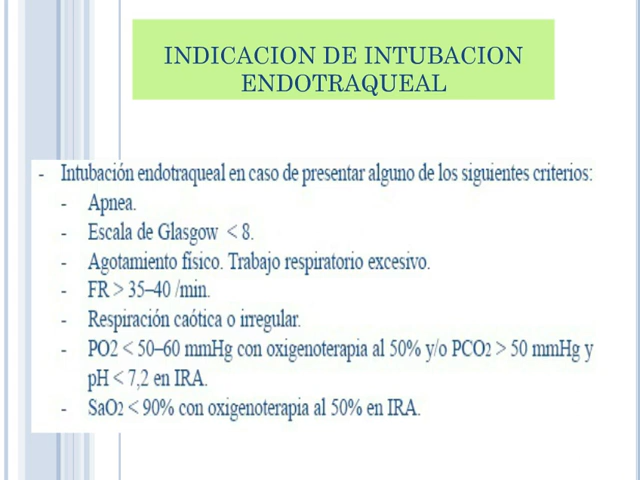 INDICACION DE INTUBACION
ENDOTRAQUEAL
- Intubación endotraqueal en caso de presentar alguno de los siguientes criterios:
- Apnea.
- Escala de Glasgow < 8.
- Agotamiento físico. Trabajo respiratorio excesivo.
- FR > 35–40 /min.
- Respiración caótica o irregular.
- PO2 < 50–60 mmHg con oxigenoterapia al 50% y/o PCO2 > 50 mmHg y
pH < 7,2 en IRA.
- SaO2 < 90% con oxigenoterapia al 50% en IRA.